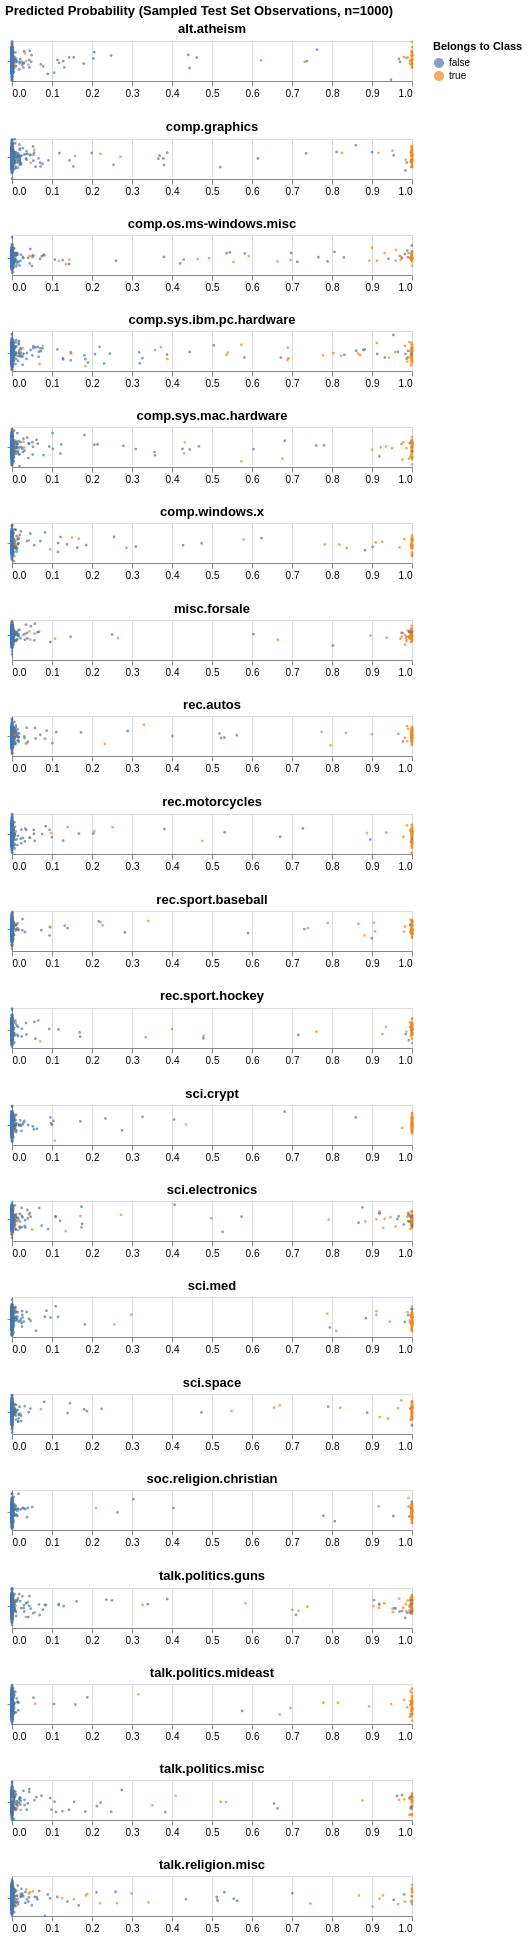 Predicted Probability (Sampled Test Set Observations, n=1000)
alt.atheism
Belongs to Class
false
true
0.0 0.1 0.2 0.3 0.4 0.5 0.6 0.7 0.8 0.9 1.0
comp.graphics
0.0 0.1 0.2 0.3 0.4 0.5 0.6 0.7 0.8 0.9 1.0
comp.os.ms-windows.misc
0.0 0.1 0.2 0.3 0.4 0.5 0.6 0.7 0.8 0.9 1.0
comp.sys.ibm.pc.hardware
0.0 0.1 0.2 0.3 0.4 0.5 0.6 0.7 0.8 0.9 1.0
comp.sys.mac.hardware
0.0 0.1 0.2 0.3 0.4 0.5 0.6 0.7 0.8 0.9 1.0
comp.windows.x
0.0 0.1 0.2 0.3 0.4 0.5 0.6 0.7 0.8 0.9 1.0
misc.forsale
0.0 0.1 0.2 0.3 0.4 0.5 0.6 0.7 0.8 0.9 1.0
rec.autos
0.0 0.1 0.2 0.3 0.4 0.5 0.6 0.7 0.8 0.9 1.0
rec.motorcycles
0.0 0.1 0.2 0.3 0.4 0.5 0.6 0.7 0.8 0.9 1.0
rec.sport.baseball
0.0 0.1 0.2 0.3 0.4 0.5 0.6 0.7 0.8 0.9 1.0
rec.sport.hockey
0.0 0.1 0.2 0.3 0.4 0.5 0.6 0.7 0.8 0.9 1.0
sci.crypt
0.0 0.1 0.2 0.3 0.4 0.5 0.6 0.7 0.8 0.9 1.0
sci.electronics
0.0 0.1 0.2 0.3 0.4 0.5 0.6 0.7 0.8 0.9 1.0
sci.med
0.0 0.1 0.2 0.3 0.4 0.5 0.6 0.7 0.8 0.9 1.0
sci.space
0.0 0.1 0.2 0.3 0.4 0.5 0.6 0.7 0.8 0.9 1.0
soc.religion.christian
0.0 0.1 0.2 0.3 0.4 0.5 0.6 0.7 0.8 0.9 1.0
talk.politics.guns
0.0 0.1 0.2 0.3 0.4 0.5 0.6 0.7 0.8 0.9 1.0
talk.politics.mideast
0.0 0.1 0.2 0.3 0.4 0.5 0.6 0.7 0.8 0.9 1.0
talk.politics.misc
0.0 0.1 0.2 0.3 0.4 0.5 0.6 0.7 0.8 0.9 1.0
talk.religion.misc
0.0 0.1 0.2 0.3 0.4 0.5 0.6 0.7 0.8 0.9 1.0